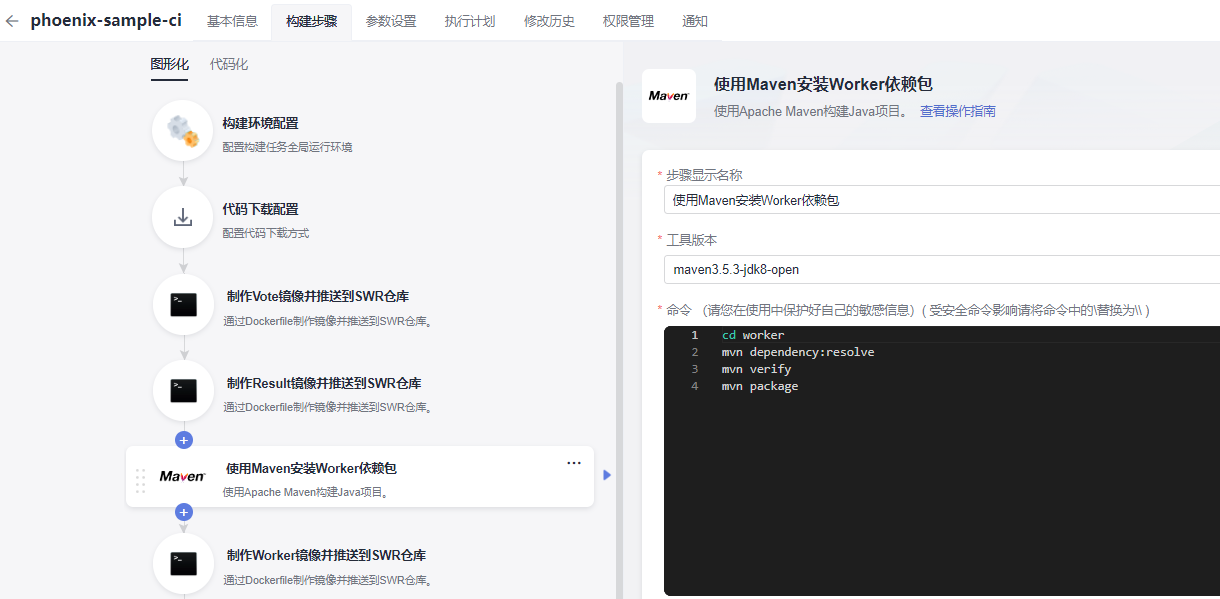 phoenix-sample-ci 基本信息 构建步骤 参数设置 执行计划 修改历史 权限管理 通知
图形化 代码化
构建环境配置
配置构建任务全局运行环境
代码下载配置
配置代码下载方式
制作Vote镜像并推送到SWR仓库
通过Dockerfile制作镜像并推送到SWR仓库。
制作Result镜像并推送到SWR仓库
通过Dockerfile制作镜像并推送到SWR仓库。
Maven
使用Maven安装Worker依赖包
使用Apache Maven构建Java项目。
制作Worker镜像并推送到SWR仓库
通过Dockerfile制作镜像并推送到SWR仓库。
Maven
使用Maven安装Worker依赖包
使用Apache Maven构建Java项目。 查看操作指南
* 步骤显示名称
使用Maven安装Worker依赖包
* 工具版本
maven3.5.3-jdk8-open
* 命令 （请您在使用中保护好自己的敏感信息）( 受安全命令影响请将命令中的\替换为\\ )
1 cd worker
2 mvn dependency:resolve
3 mvn verify
4 mvn package